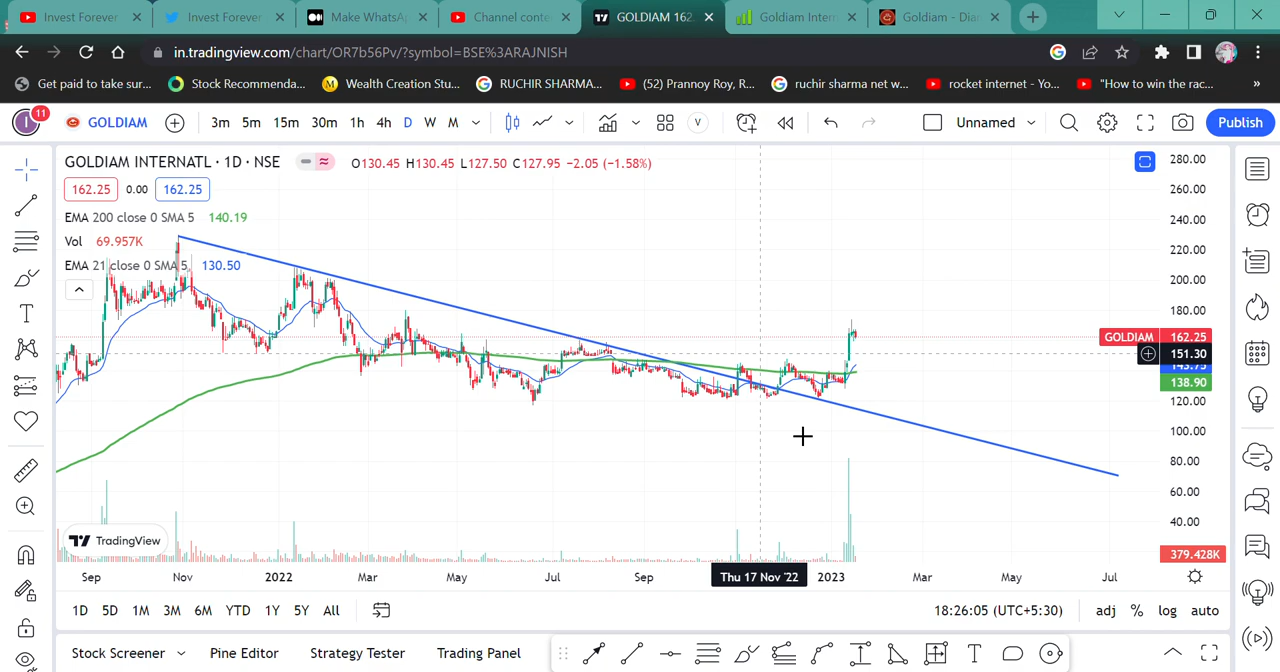 Invest Forever
Invest Forever
Make WhatsA
Channel conte
GOLDIAM 162.
Goldiam Intern
Goldiam - Diam
in.tradingview.com/chart/OR7b56Pv/?symbol=BSE%3ARAJNISH
Get paid to take sur...
Stock Recommenda...
Wealth Creation Stu...
RUCHIR SHARMA...
(52) Prannoy Roy, R...
ruchir sharma net w...
rocket internet - Yo...
"How to win the rac...
»
I 11
GOLDIAM
3m 5m 15m 30m 1h 4h D W M
V
Unnamed
Publish
GOLDIAM INTERNATL · 1D · NSE
O130.45 H130.45 L127.50 C127.95 −2.05 (−1.58%)
162.25 0.00 162.25
EMA 200 close 0 SMA 5 140.19
Vol 69.957K
EMA 21 close 0 SMA 5 130.50
280.00
260.00
240.00
220.00
200.00
180.00
GOLDIAM 162.25
151.30
143.75
138.90
120.00
100.00
80.00
60.00
40.00
379.428K
TradingView
Sep Nov 2022 Mar May Jul Sep Thu 17 Nov '22 2023 Mar May Jul
1D 5D 1M 3M 6M YTD 1Y 5Y All
18:26:05 (UTC+5:30) adj % log auto
Stock Screener Pine Editor Strategy Tester Trading Panel